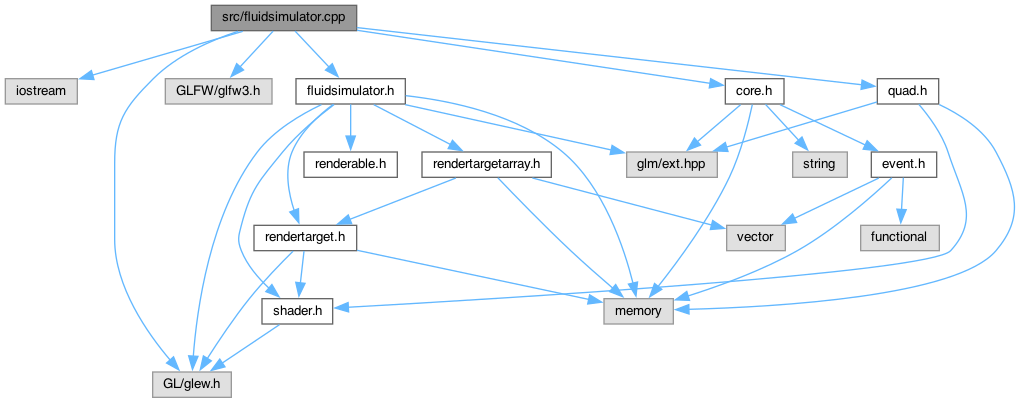 src/fluidsimulator.cpp
iostream
GLFW/glfw3.h
fluidsimulator.h
core.h
quad.h
renderable.h
rendertargetarray.h
glm/ext.hpp
string
event.h
rendertarget.h
vector
functional
shader.h
memory
GL/glew.h